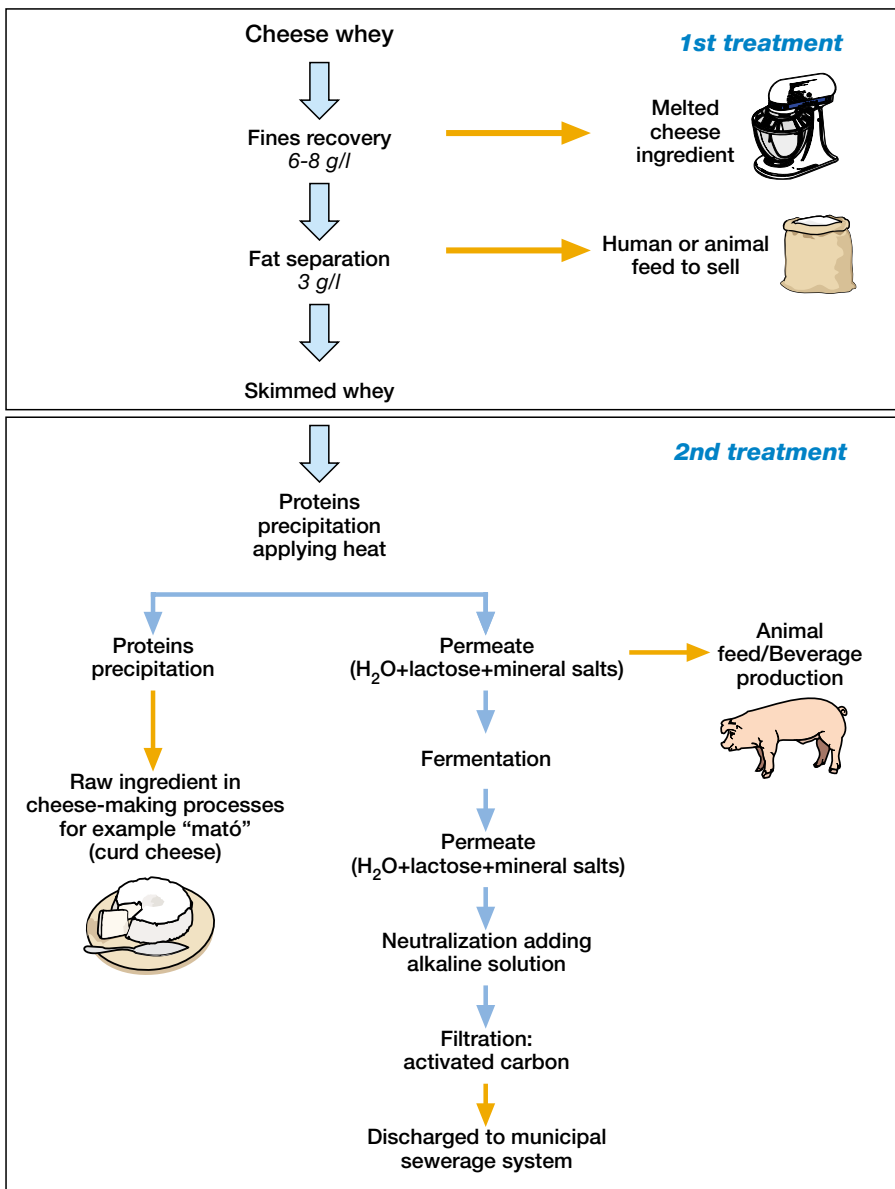 Cheese whey
1st treatment
Fines recovery
6-8 g/l
Melted
cheese
ingredient
Fat separation
3 g/l
Human or animal
feed to sell
Skimmed whey
2nd treatment
Proteins
precipitation
applying heat
Proteins
precipitation
Permeate
(H₂O+lactose+mineral salts)
Animal
feed/Beverage
production
Fermentation
Raw ingredient in
cheese-making processes
for example “mató”
(curd cheese)
Permeate
(H₂O+lactose+mineral salts)
Neutralization adding
alkaline solution
Filtration:
activated carbon
Discharged to municipal
sewerage system